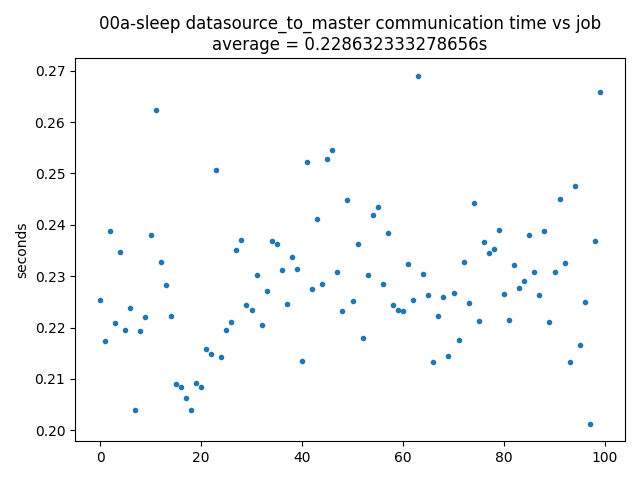 00a-sleep datasource_to_master communication time vs job
average = 0.228632333278656s
0.27
0.26
0.25
0.24
0.23
0.22
0.21
0.20
seconds
0 20 40 60 80 100